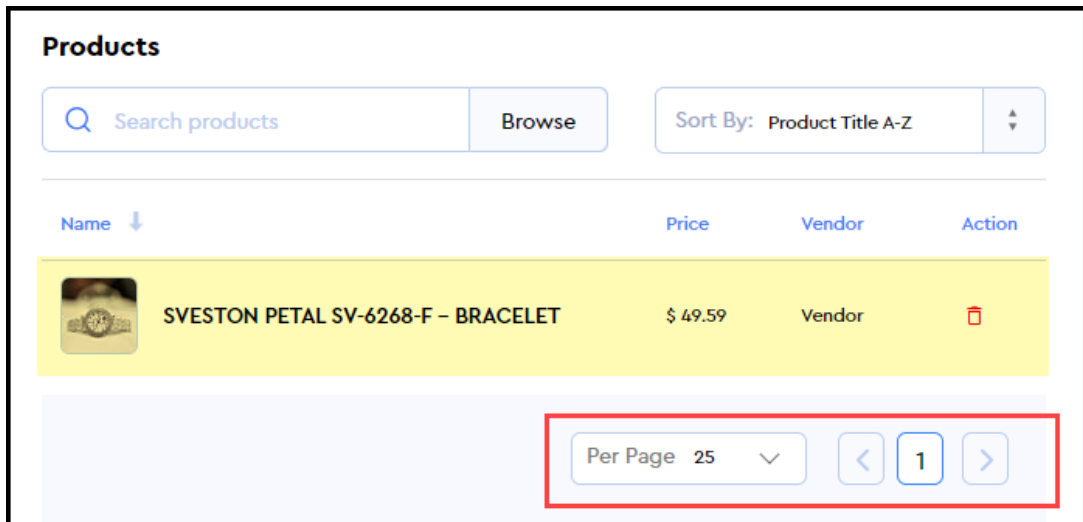 Products
Search products Browse Sort By: Product Title A-Z
Name Price Vendor Action
SVESTON PETAL SV-6268-F – BRACELET $ 49.59 Vendor
Per Page 25 1